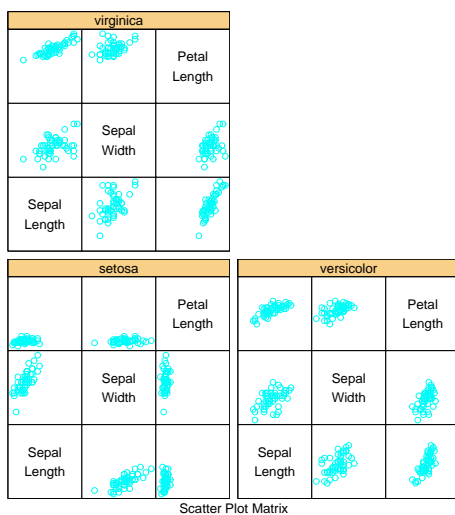 virginica
Petal
Length
Sepal
Width
Sepal
Length
setosa
Petal
Length
Sepal
Width
Sepal
Length
versicolor
Petal
Length
Sepal
Width
Sepal
Length
Scatter Plot Matrix